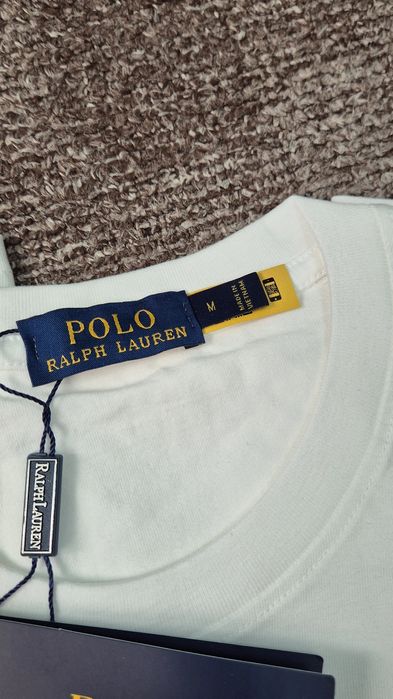 POLO
RALPH LAUREN
M
MADE IN
VIETNAM
RALPH LAUREN